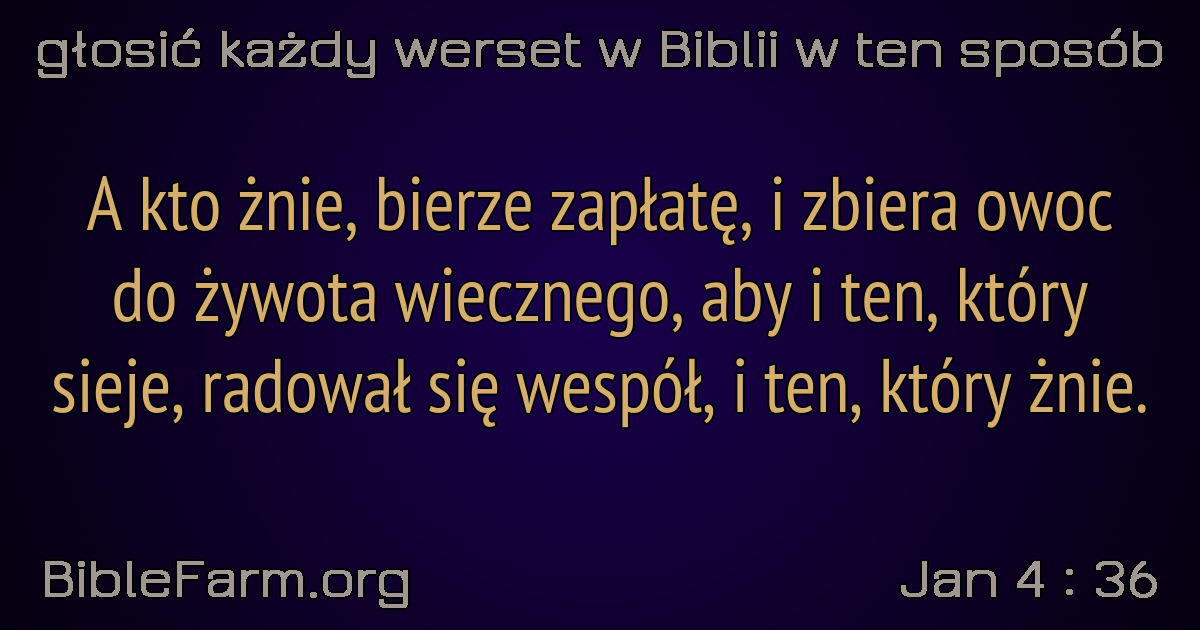 głosić każdy werset w Biblii w ten sposób
A kto żnie, bierze zapłatę, i zbiera owoc
do żywota wiecznego, aby i ten, który
sieje, radował się wespół, i ten, który żnie.
BibleFarm.org
Jan 4 : 36